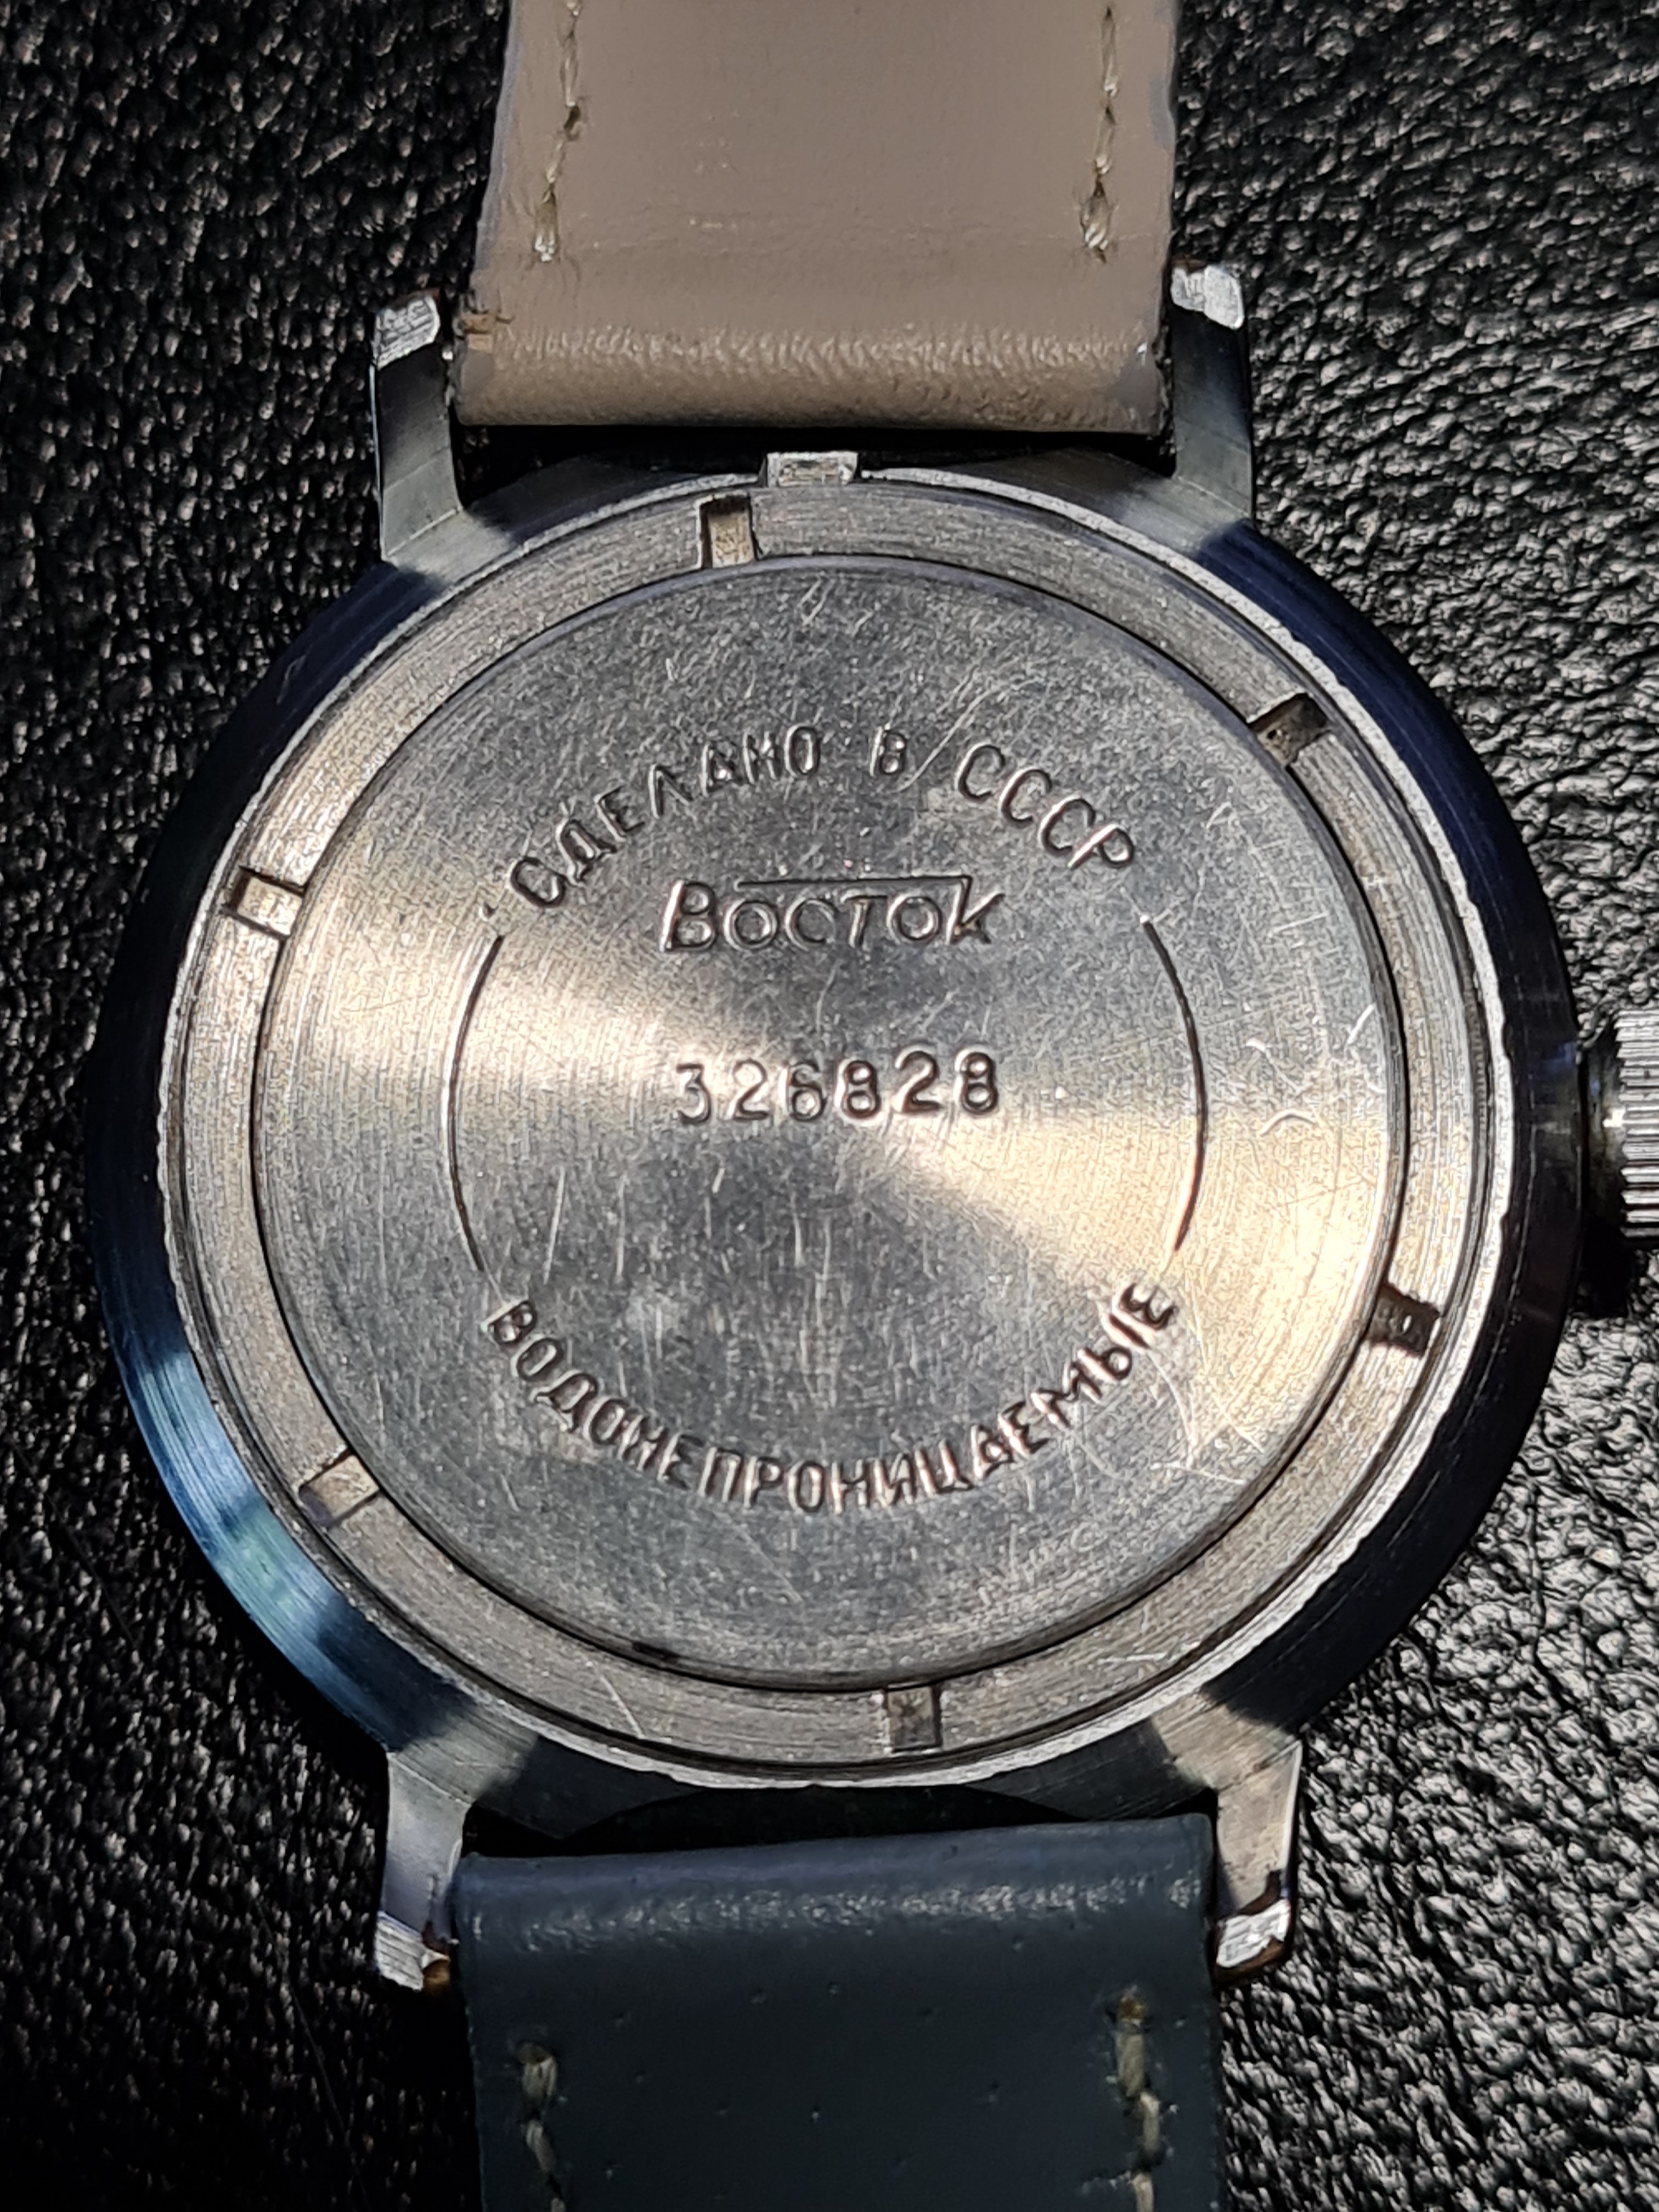 СДЕЛАНО В СССР
Восток
326828
ВОДОНЕПРОНИЦАЕМЫЕ